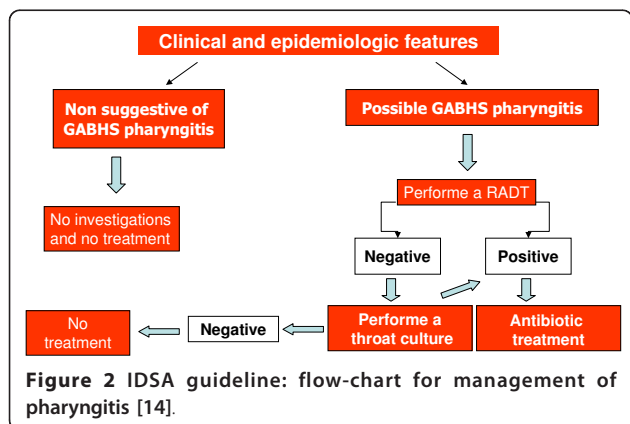 Clinical and epidemiologic features
Non suggestive of
GABHS pharyngitis
Possible GABHS pharyngitis
No investigations
and no treatment
Performe a RADT
Negative
Positive
No
treatment
Negative
Performe a
throat culture
Antibiotic
treatment
Figure 2 IDSA guideline: flow-chart for management of
pharyngitis [14].